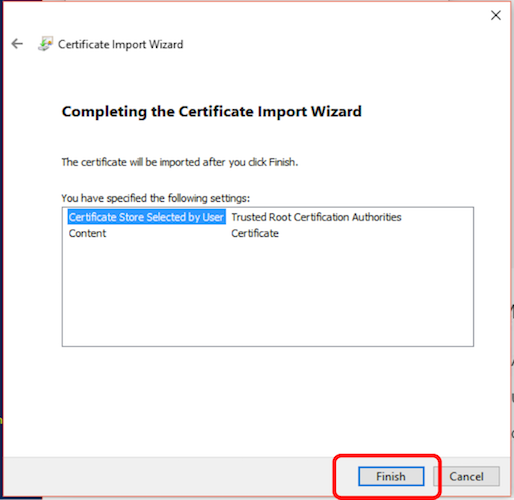 Certificate Import Wizard
Completing the Certificate Import Wizard
The certificate will be imported after you click Finish.
You have specified the following settings:
Certificate Store Selected by User Trusted Root Certification Authorities
Content Certificate
Finish Cancel